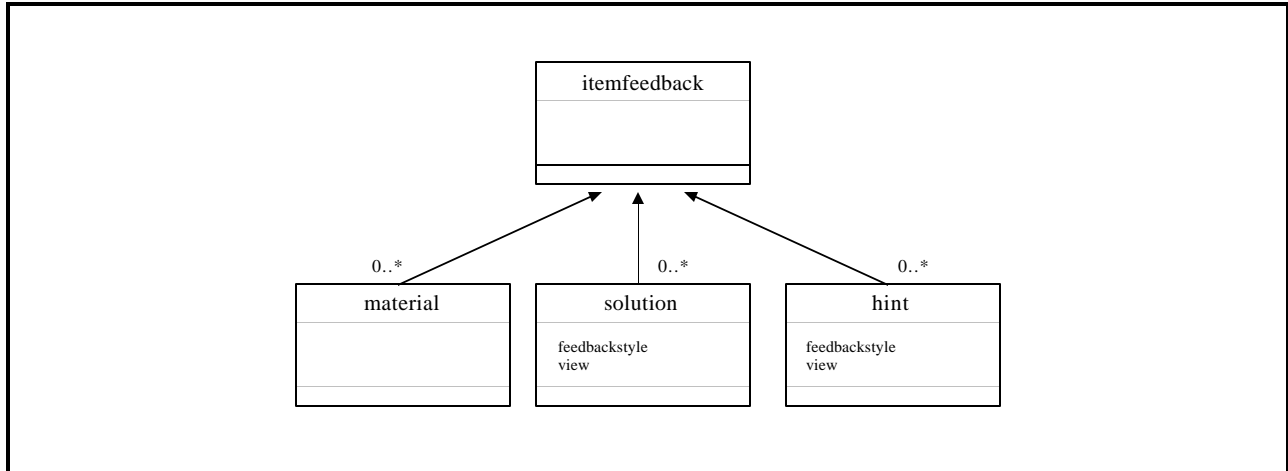 itemfeedback
0..*
0..*
0..*
material
solution
hint
feedbackstyle
view
feedbackstyle
view